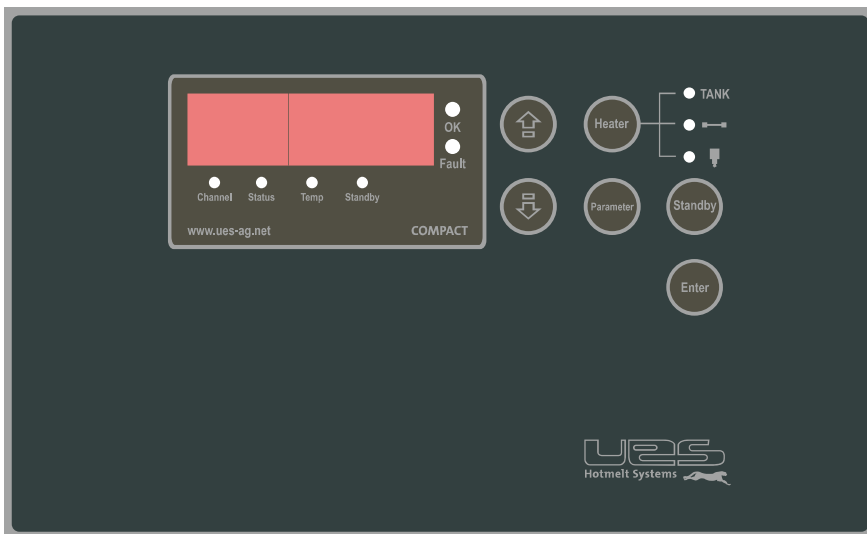 OK
Fault
Channel Status Temp Standby
www.ues-ag.net COMPACT
Heater
TANK
Parameter
Standby
Enter
ues
Hotmelt Systems